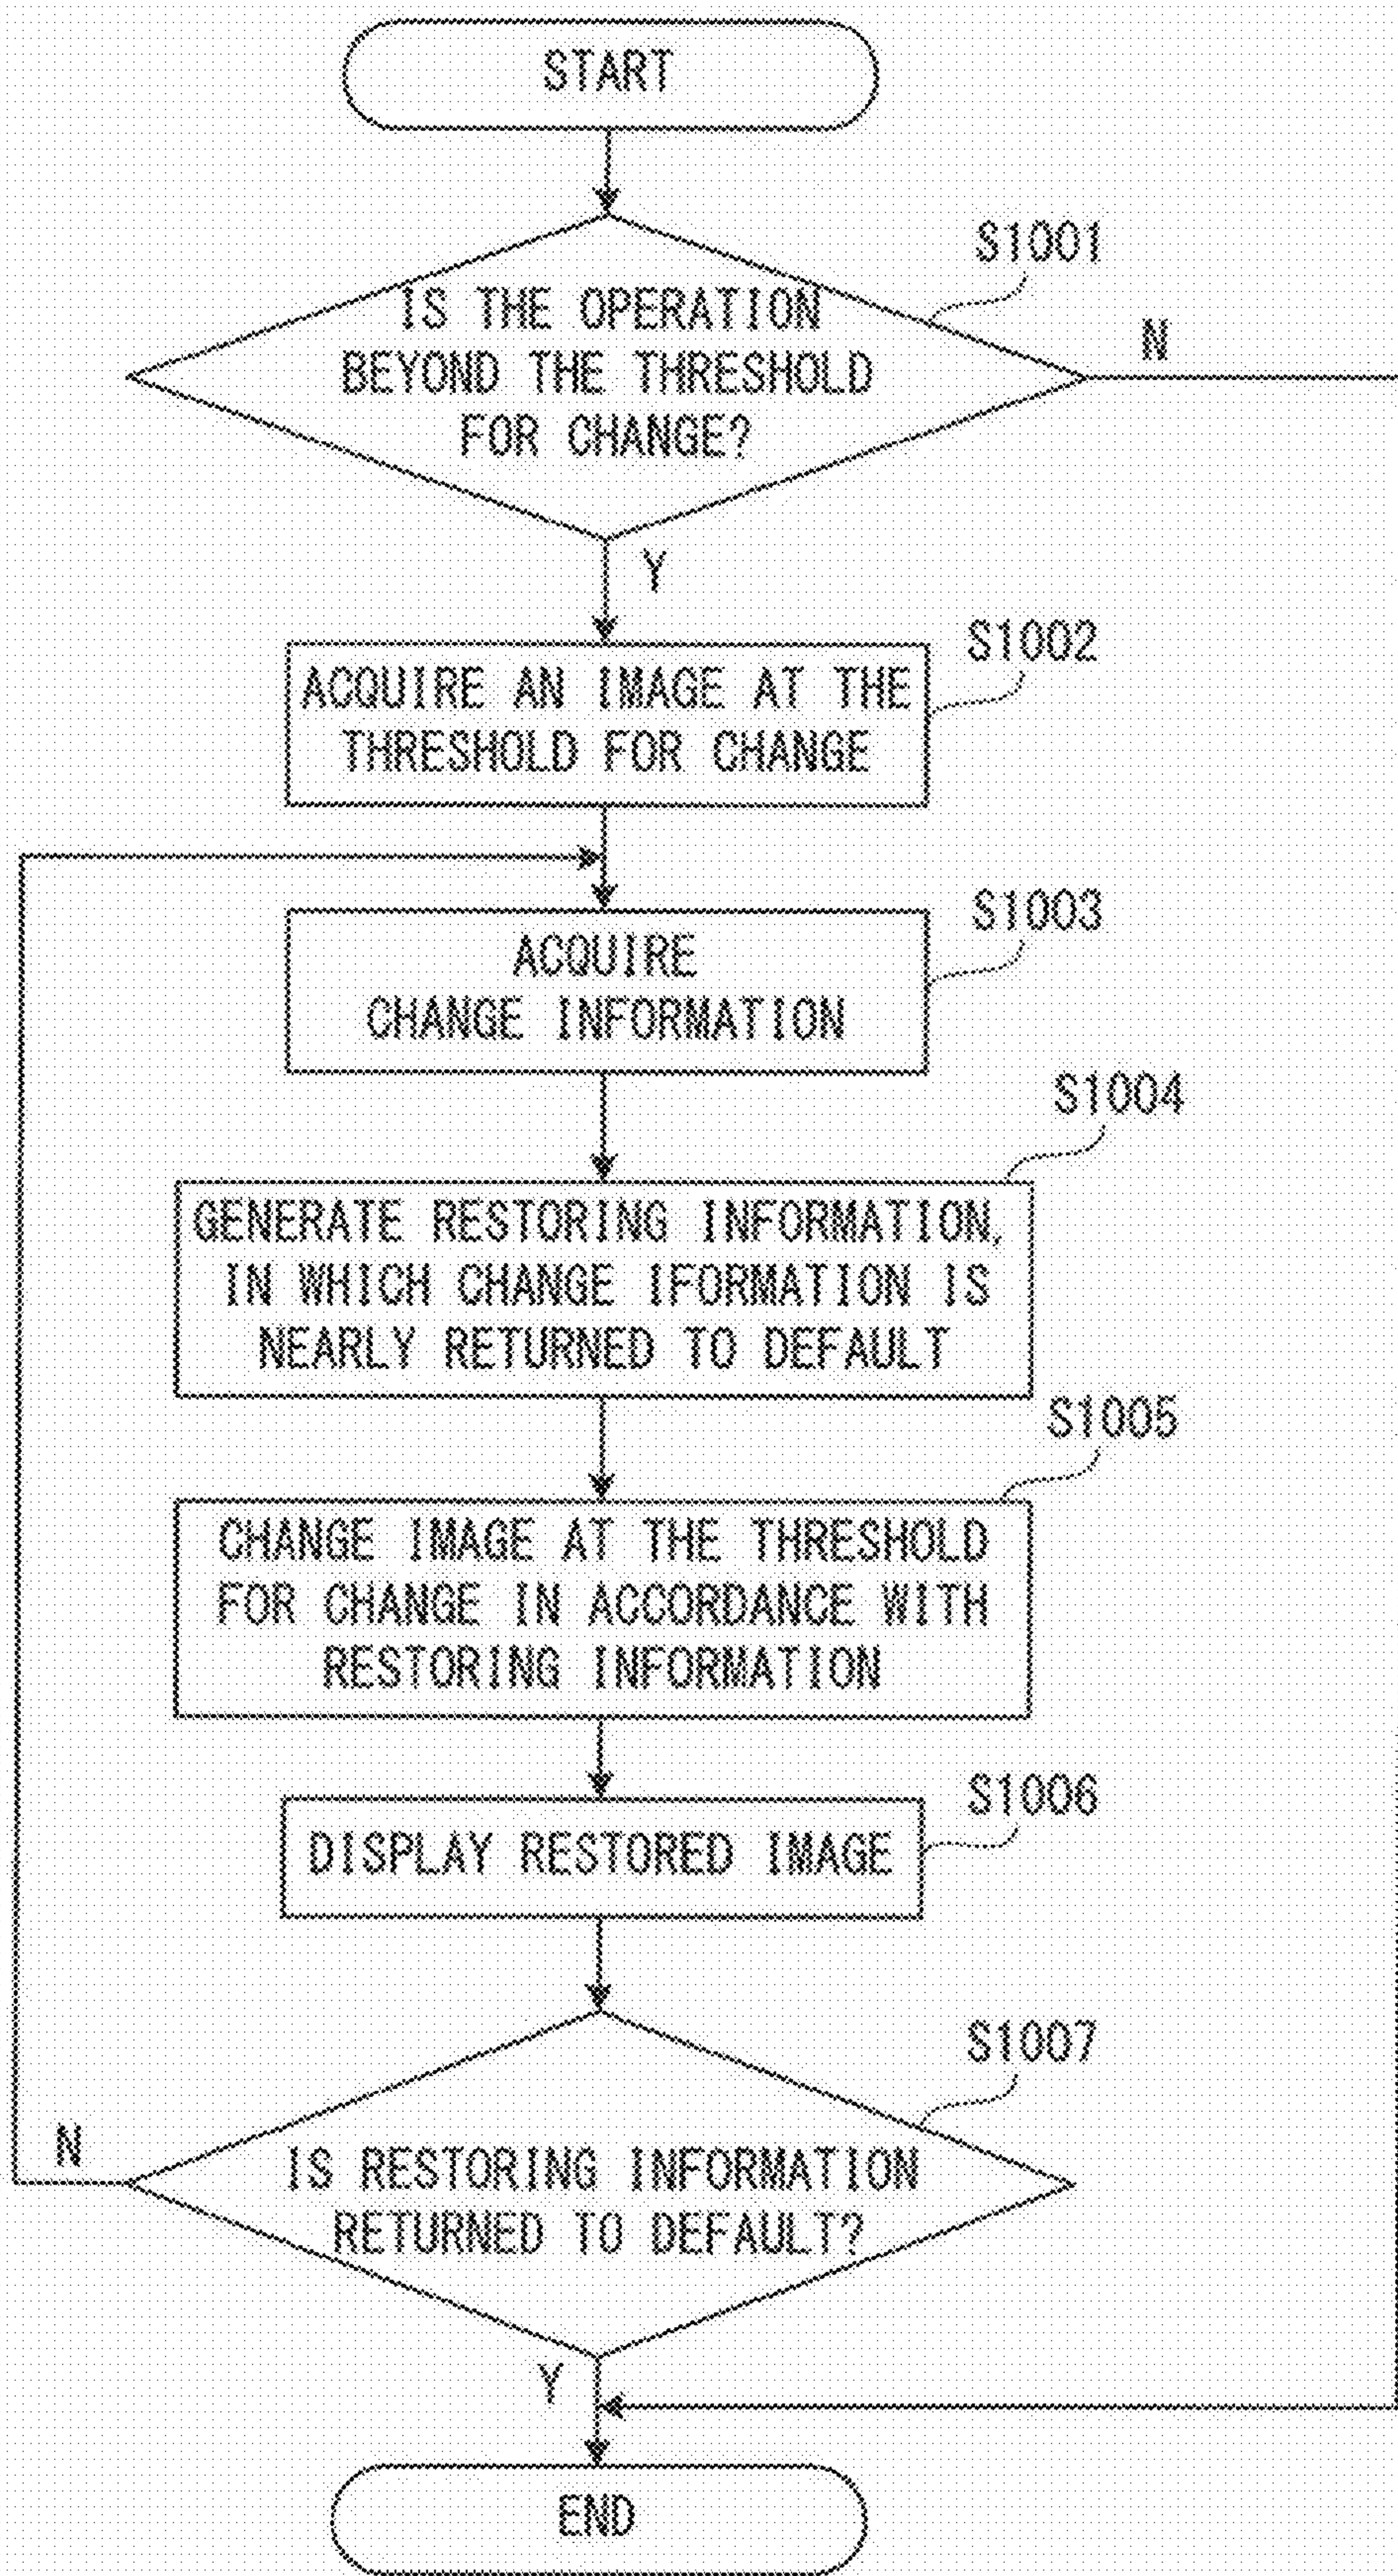 START
S1001
IS THE OPERATION
BEYOND THE THRESHOLD
FOR CHANGE?
N
Y
S1002
ACQUIRE AN IMAGE AT THE
THRESHOLD FOR CHANGE
S1003
ACQUIRE
CHANGE INFORMATION
S1004
GENERATE RESTORING INFORMATION,
IN WHICH CHANGE IFORMATION IS
NEARLY RETURNED TO DEFAULT
S1005
CHANGE IMAGE AT THE THRESHOLD
FOR CHANGE IN ACCORDANCE WITH
RESTORING INFORMATION
S1006
DISPLAY RESTORED IMAGE
S1007
N
IS RESTORING INFORMATION
RETURNED TO DEFAULT?
Y
END